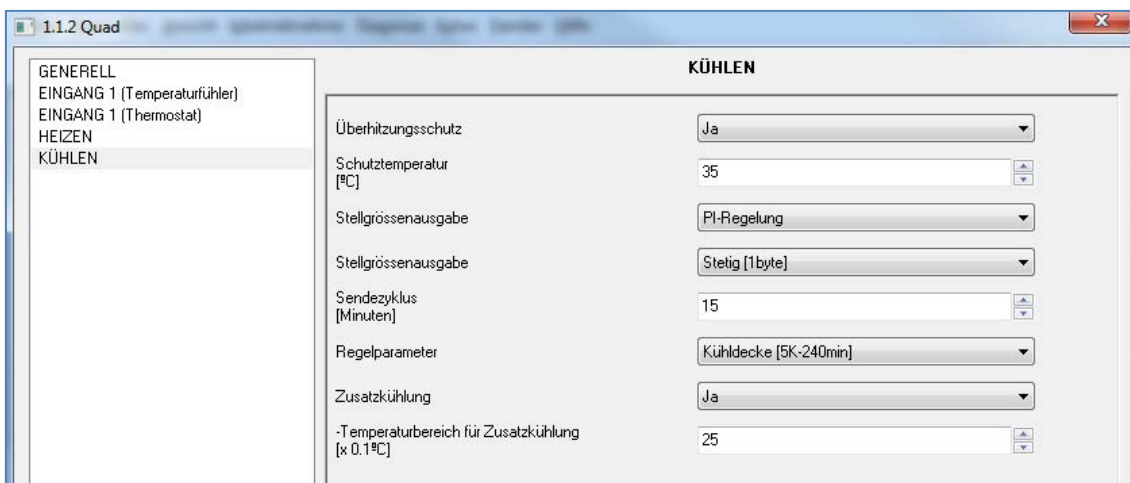 1.1.2 Quad
GENERELL
EINGANG 1 (Temperaturfühler)
EINGANG 1 (Thermostat)
HEIZEN
KÜHLEN
KÜHLEN
Überhitzungsschutz
Ja
Schutztemperatur
[ºC]
35
Stellgrössenausgabe
PI-Regelung
Stellgrössenausgabe
Stetig [1byte]
Sendezyklus
[Minuten]
15
Regelparameter
Kühldecke [5K-240min]
Zusatzkühlung
Ja
-Temperaturbereich für Zusatzkühlung
[x 0.1ºC]
25